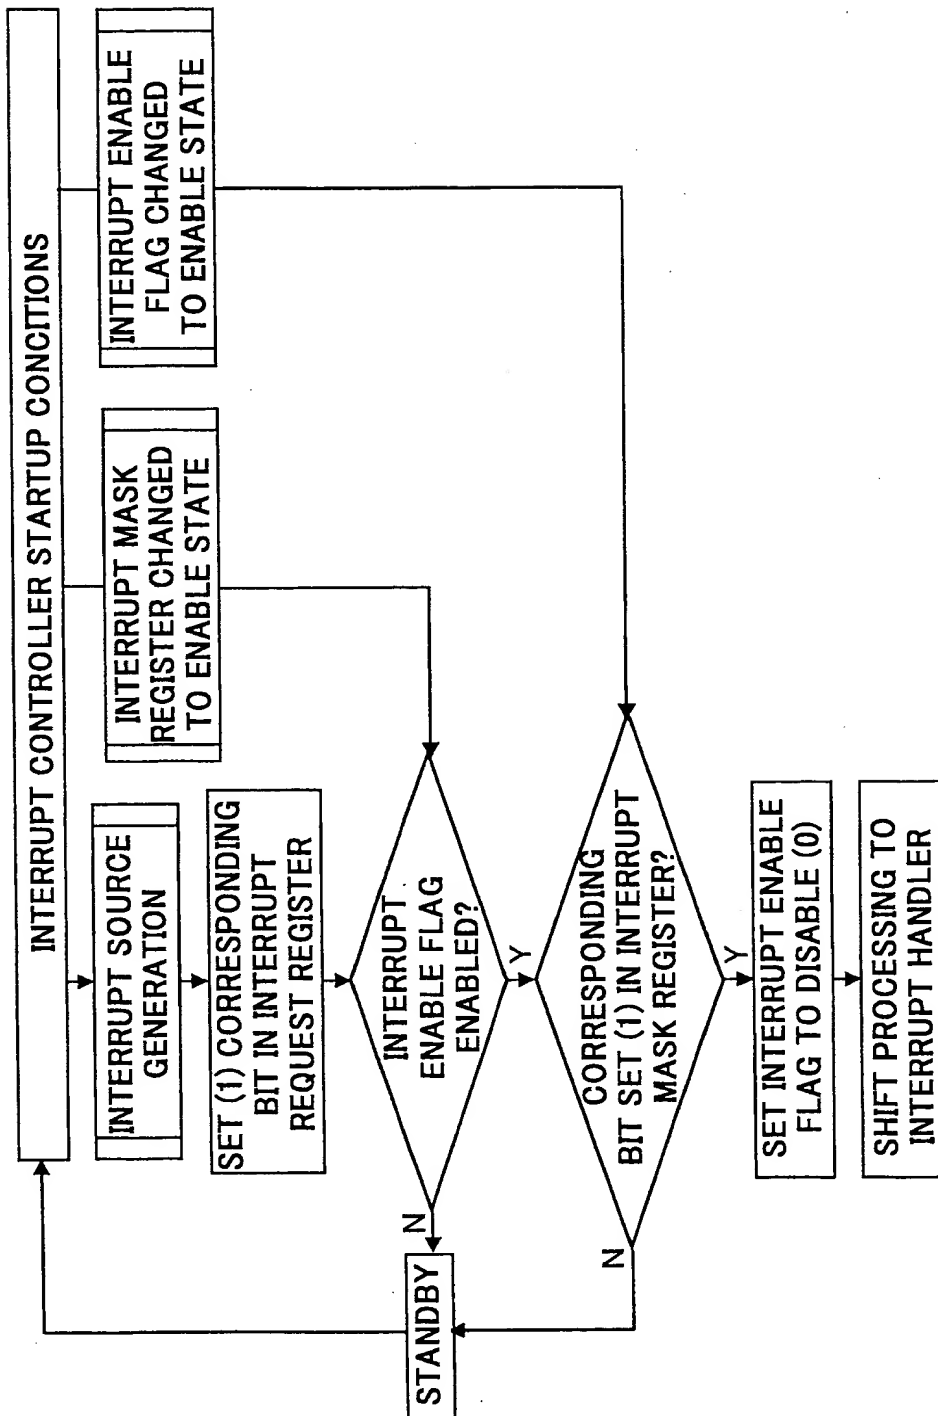 INTERRUPT CONTROLLER STARTUP CONCITIONS
INTERRUPT SOURCE
GENERATION
INTERRUPT MASK
REGISTER CHANGED
TO ENABLE STATE
INTERRUPT ENABLE
FLAG CHANGED
TO ENABLE STATE
SET (1) CORRESPONDING
BIT IN INTERRUPT
REQUEST REGISTER
INTERRUPT
ENABLE FLAG
ENABLED?
N
Y
STANDBY
CORRESPONDING
BIT SET (1) IN INTERRUPT
MASK REGISTER?
N
Y
SET INTERRUPT ENABLE
FLAG TO DISABLE (0)
SHIFT PROCESSING TO
INTERRUPT HANDLER